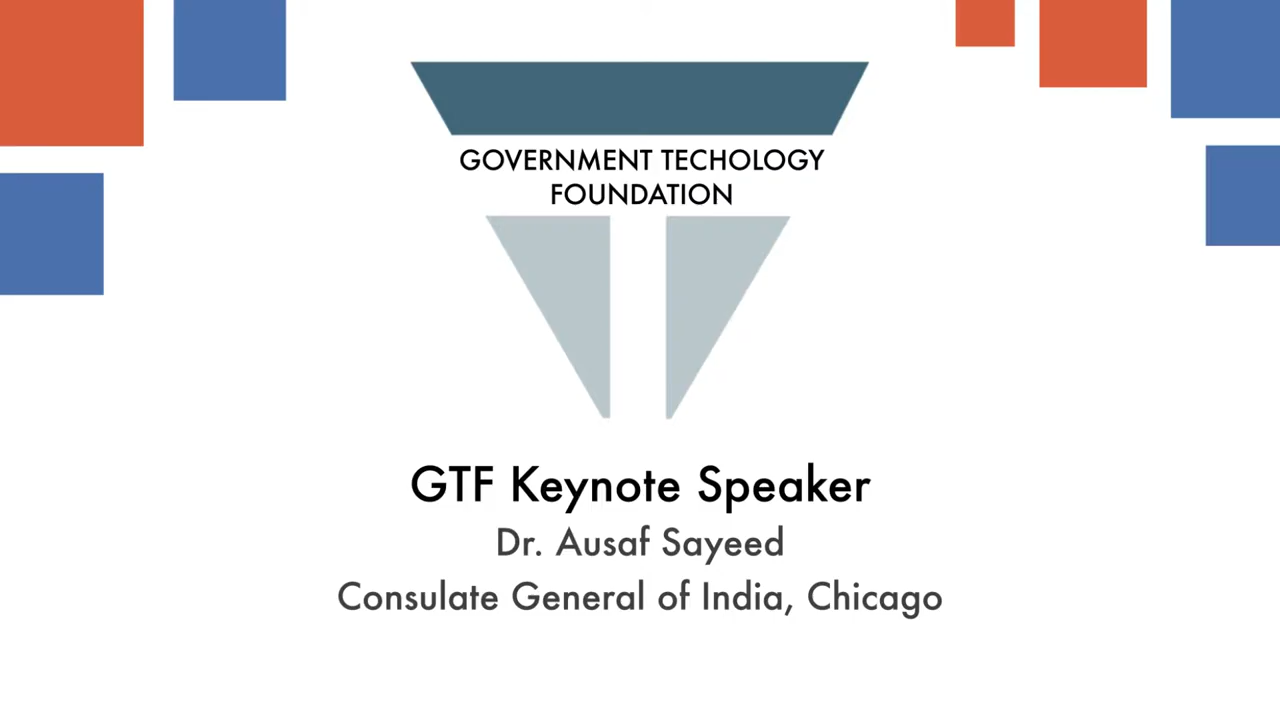 GOVERNMENT TECHOLOGY
FOUNDATION
GTF Keynote Speaker
Dr. Ausaf Sayeed
Consulate General of India, Chicago